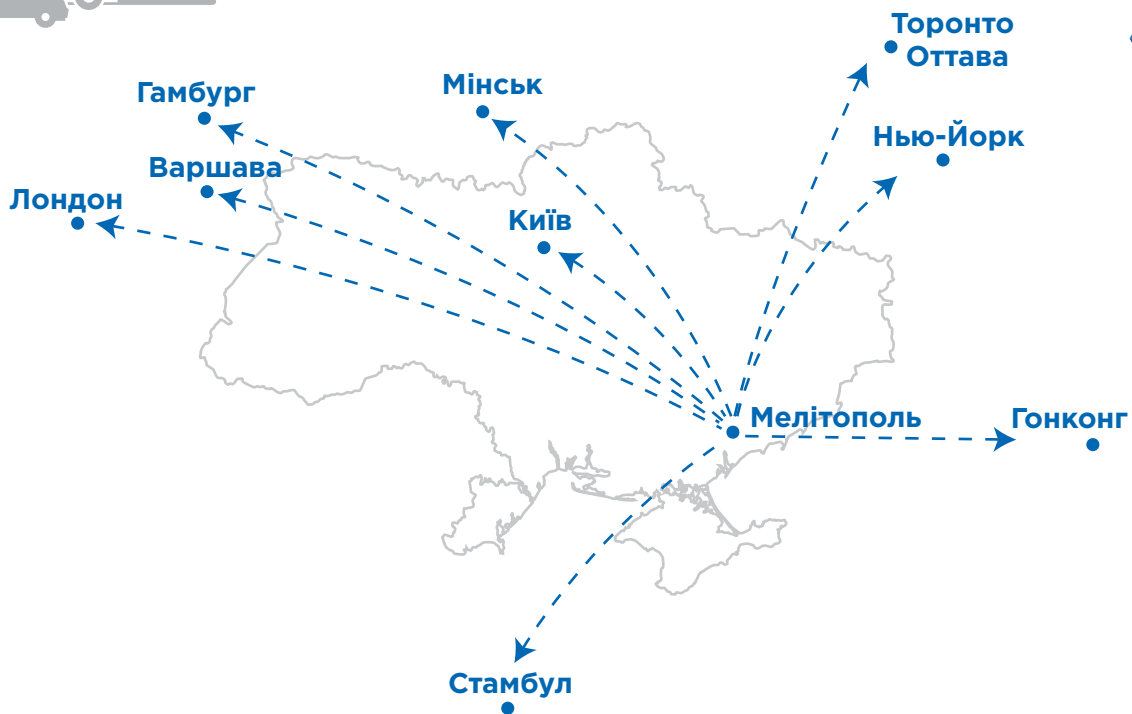 Торонто
Оттава
Мінськ
Гамбург
Нью-Йорк
Варшава
Лондон
Київ
Мелітополь
Гонконг
Стамбул